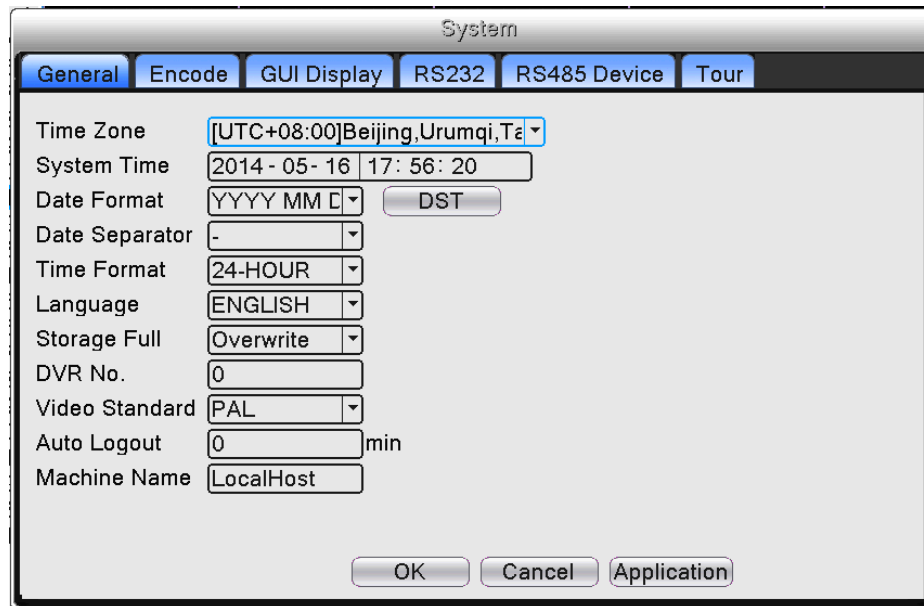 System
General Encode GUI Display RS232 RS485 Device Tour
Time Zone [UTC+08:00]Beijing,Urumqi,Ta
System Time 2014-05-16 17:56:20
Date Format YYYY MM D DST
Date Separator -
Time Format 24-HOUR
Language ENGLISH
Storage Full Overwrite
DVR No. 0
Video Standard PAL
Auto Logout 0 min
Machine Name LocalHost
OK Cancel Application